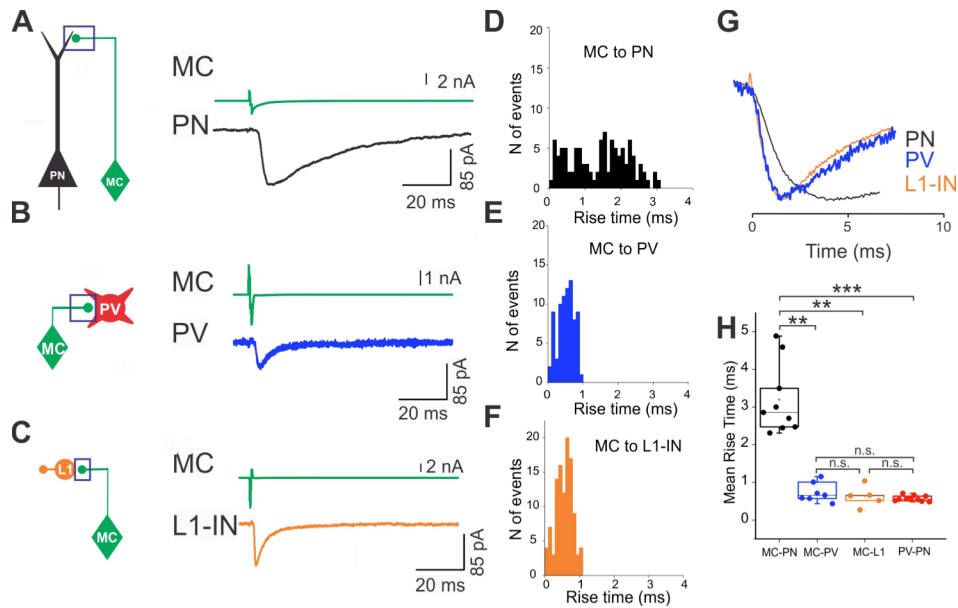 A
PN
MC
MC
2 nA
PN
85 pA
20 ms
B
MC
PV
MC
1 nA
PV
85 pA
20 ms
C
L1
MC
MC
2 nA
L1-IN
85 pA
20 ms
D
MC to PN
N of events
20
15
10
5
0
0 1 2 3 4
Rise time (ms)
E
MC to PV
N of events
20
15
10
5
0
0 1 2 3 4
Rise time (ms)
F
MC to L1-IN
N of events
20
15
10
5
0
0 1 2 3 4
Rise time (ms)
G
PN
PV
L1-IN
0 5 10
Time (ms)
H
***
**
**
n.s.
n.s. n.s.
Mean Rise Time (ms)
5
4
3
2
1
0
MC-PN MC-PV MC-L1 PV-PN